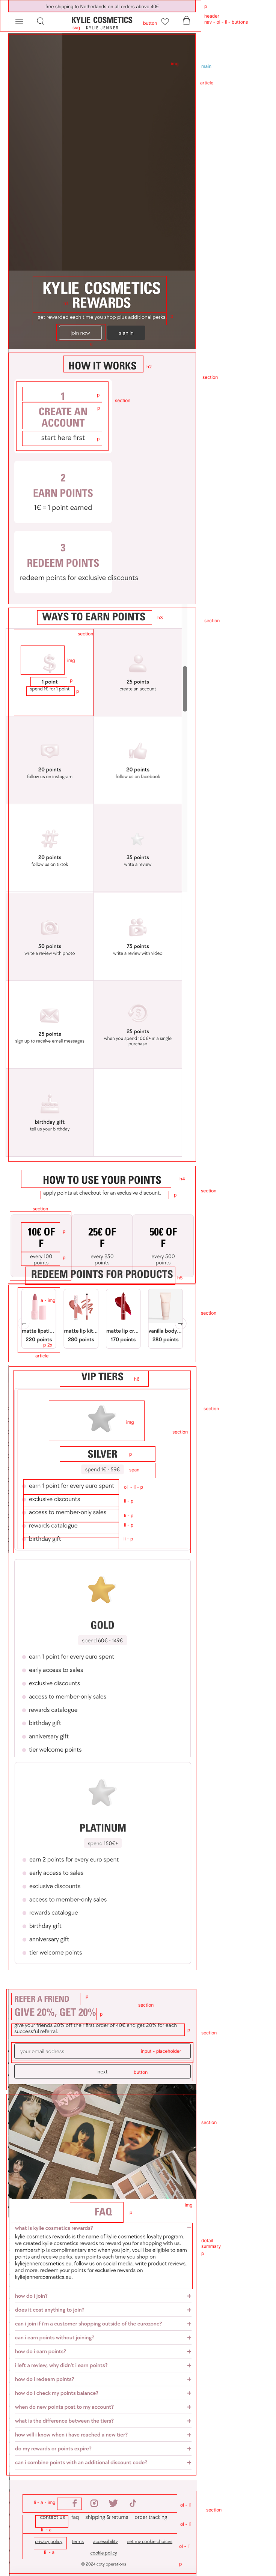 free shipping to Netherlands on all orders above 40€
p
header
nav - ul - li - buttons
KYLIE COSMETICS
button
img
BYLIE JENNER
main
article
KYLIE COSMETICS
REWARDS
get rewarded each time you shop plus additional perks.
join now
sign in
HOW IT WORKS
h2
section
1
p
CREATE AN
ACCOUNT
p
section
start here first
p
2
EARN POINTS
1€ = 1 point earned
3
REDEEM POINTS
redeem points for exclusive discounts
WAYS TO EARN POINTS
h3
section
section
img
1 point
p
spend 1€ for 1 point
p
25 points
create an account
20 points
follow us on instagram
20 points
follow us on facebook
20 points
follow us on tiktok
35 points
write a review
50 points
write a review with photo
75 points
write a review with video
25 points
sign up to receive email messages
25 points
when you spend 100€+ in a single
purchase
birthday gift
tell us your birthday
HOW TO USE YOUR POINTS
h4
section
apply points at checkout for an exclusive discount.
p
section
10€ OF
F
p
25€ OF
F
50€ OF
F
every 100
points
p
every 250
points
every 500
points
REDEEM POINTS FOR PRODUCTS
h5
a - img
section
matte lipsti...
matte lip kit...
matte lip cr...
vanilla body...
220 points
280 points
170 points
280 points
p 2x
article
VIP TIERS
h6
section
img
section
SILVER
p
spend 1€ - 59€
span
earn 1 point for every euro spent
ul - li - p
exclusive discounts
li - p
access to member-only sales
li - p
rewards catalogue
li - p
birthday gift
li - p
GOLD
spend 60€ - 149€
earn 1 point for every euro spent
early access to sales
exclusive discounts
access to member-only sales
rewards catalogue
birthday gift
anniversary gift
tier welcome points
PLATINUM
spend 150€+
earn 2 points for every euro spent
early access to sales
exclusive discounts
access to member-only sales
rewards catalogue
birthday gift
anniversary gift
tier welcome points
REFER A FRIEND
p
section
GIVE 20%, GET 20%
p
give your friends 20% off their first order of 40€ and get 20% for each
successful referral.
p
section
your email address
input - placeholder
next
button
section
img
FAQ
p
what is kylie cosmetics rewards?
detail
summary
p
kylie cosmetics rewards is the name of kylie cosmetics's loyalty program.
we created kylie cosmetics rewards to reward you for shopping with us.
membership is complimentary and when you join, you'll be eligible to earn
points and receive perks. earn points each time you shop on
kyliejennercosmetics.eu, follow us on social media, write product reviews,
and more. redeem your points for exclusive rewards on
kyliejennercosmetics.eu.
how do i join?
does it cost anything to join?
can i join if i'm a customer shopping outside of the eurozone?
can i earn points without joining?
how do i earn points?
i left a review, why didn't i earn points?
how do i redeem points?
how do i check my points balance?
when do new points post to my account?
what is the difference between the tiers?
how will i know when i have reached a new tier?
do my rewards or points expire?
can i combine points with an additional discount code?
li - a - img
ul - li
section
contact us
faq
shipping & returns
order tracking
ul - li
li - a
privacy policy
terms
accessibility
set my cookie choices
ul - li
li - a
cookie policy
© 2024 coty operations
p